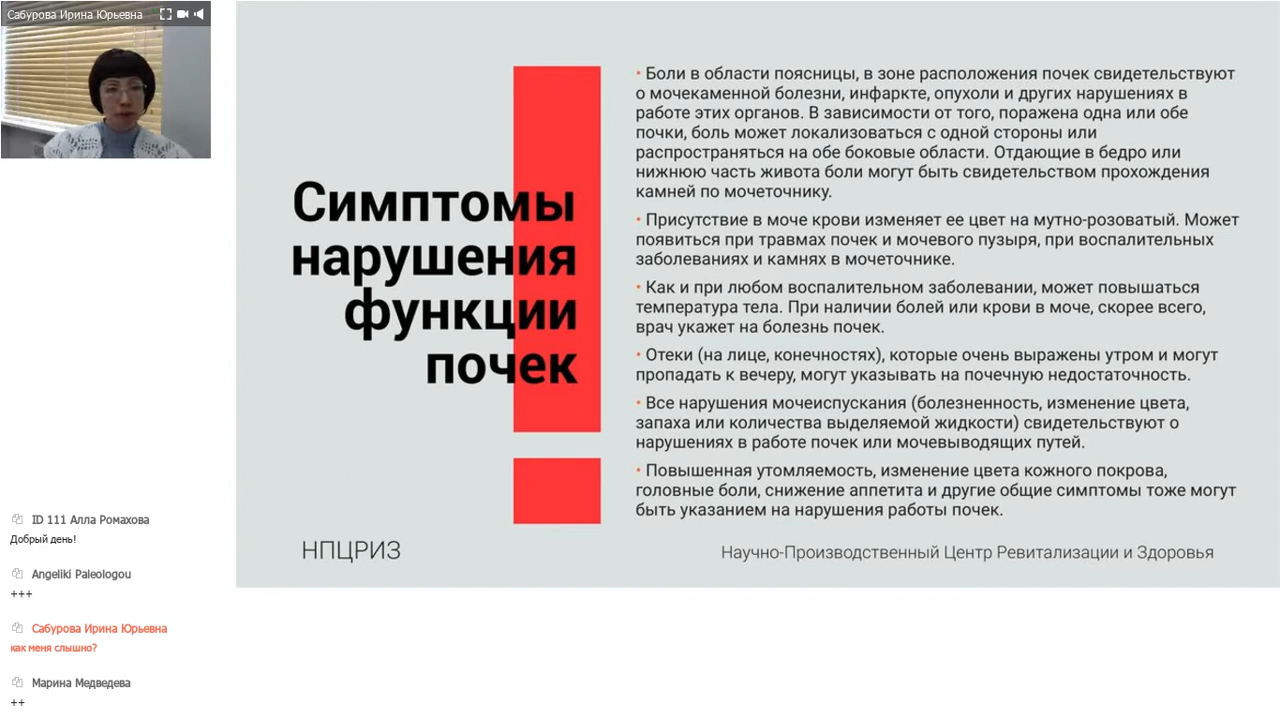 Сабурова Ирина Юрьевна
Симптомы
нарушения
функции
почек
• Боли в области поясницы, в зоне расположения почек свидетельствуют
о мочекаменной болезни, инфаркте, опухоли и других нарушениях в
работе этих органов. В зависимости от того, поражена одна или обе
почки, боль может локализоваться с одной стороны или
распространяться на обе боковые области. Отдающие в бедро или
нижнюю часть живота боли могут быть свидетельством прохождения
камней по мочеточнику.
• Присутствие в моче крови изменяет ее цвет на мутно-розоватый. Может
появиться при травмах почек и мочевого пузыря, при воспалительных
заболеваниях и камнях в мочеточнике.
• Как и при любом воспалительном заболевании, может повышаться
температура тела. При наличии болей или крови в моче, скорее всего,
врач укажет на болезнь почек.
• Отеки (на лице, конечностях), которые очень выражены утром и могут
пропадать к вечеру, могут указывать на почечную недостаточность.
• Все нарушения мочеиспускания (болезненность, изменение цвета,
запаха или количества выделяемой жидкости) свидетельствуют о
нарушениях в работе почек или мочевыводящих путей.
• Повышенная утомляемость, изменение цвета кожного покрова,
головные боли, снижение аппетита и другие общие симптомы тоже могут
быть указанием на нарушения работы почек.
НПЦРИЗ
Научно-Производственный Центр Ревитализации и Здоровья
ID 111 Алла Ромахова
Добрый день!
Angeliki Paleologou
+++
Сабурова Ирина Юрьевна
как меня слышно?
Марина Медведева
++